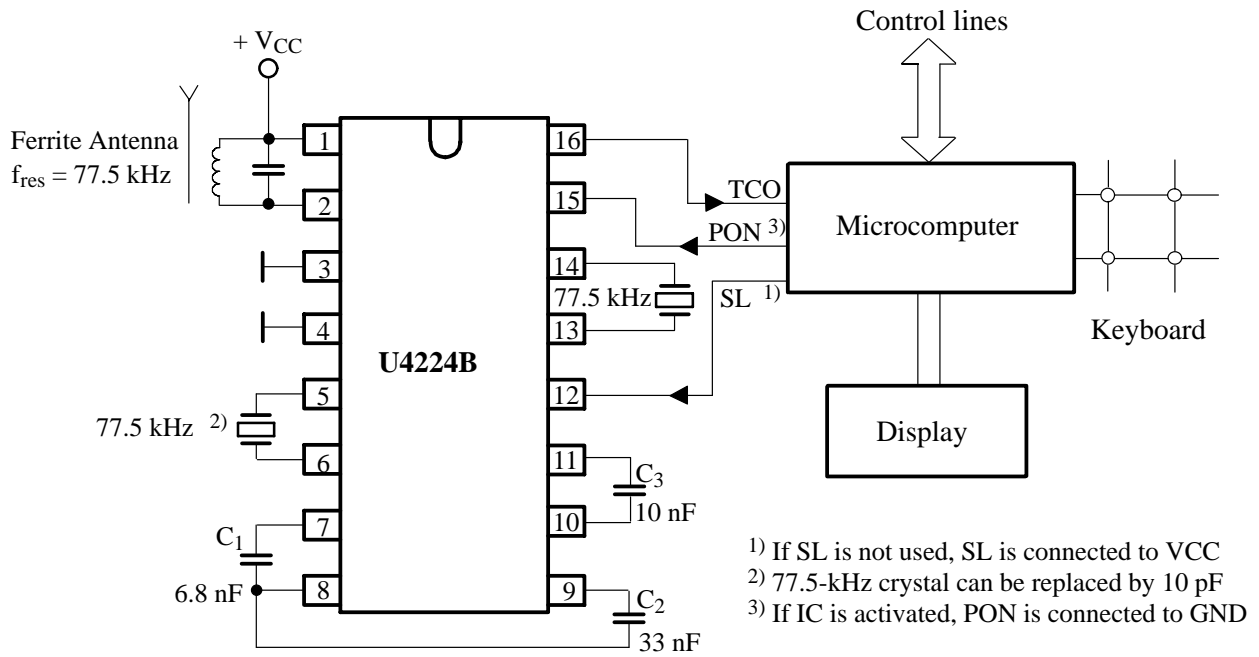 Control lines
+ VCC
Ferrite Antenna
fres = 77.5 kHz
1
2
3
4
5
6
7
8
16
15
14
13
12
11
10
9
U4224B
TCO
PON 3)
SL 1)
77.5 kHz
Microcomputer
Keyboard
Display
77.5 kHz 2)
C1
6.8 nF
C3
10 nF
C2
33 nF
1) If SL is not used, SL is connected to VCC
2) 77.5-kHz crystal can be replaced by 10 pF
3) If IC is activated, PON is connected to GND